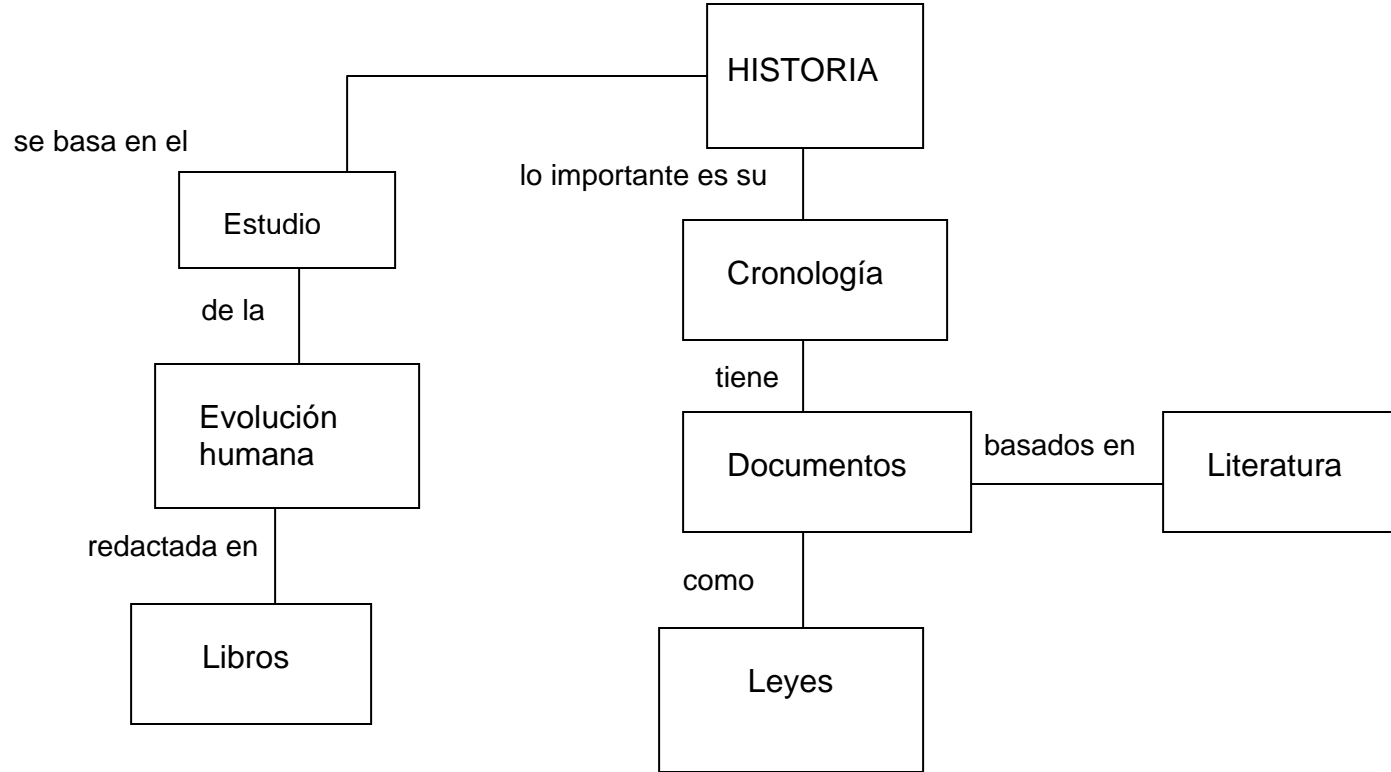 HISTORIA
se basa en el
lo importante es su
Estudio
Cronología
de la
tiene
Evolución
humana
Documentos
basados en
Literatura
redactada en
como
Libros
Leyes